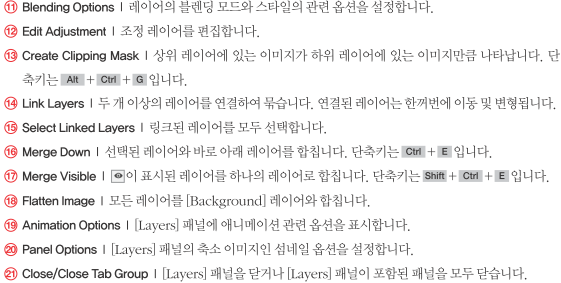 ⑪ Blending Options | 레이어의 블렌딩 모드와 스타일의 관련 옵션을 설정합니다.
⑫ Edit Adjustment | 조정 레이어를 편집합니다.
⑬ Create Clipping Mask | 상위 레이어에 있는 이미지가 하위 레이어에 있는 이미지만큼 나타납니다. 단
축키는 Alt + Ctrl + G 입니다.
⑭ Link Layers | 두 개 이상의 레이어를 연결하여 묶습니다. 연결된 레이어는 한꺼번에 이동 및 변형됩니다.
⑮ Select Linked Layers | 링크된 레이어를 모두 선택합니다.
⑯ Merge Down | 선택된 레이어와 바로 아래 레이어를 합칩니다. 단축키는 Ctrl + E 입니다.
⑰ Merge Visible | 이 표시된 레이어를 하나의 레이어로 합칩니다. 단축키는 Shift + Ctrl + E 입니다.
⑱ Flatten Image | 모든 레이어를 [Background] 레이어와 합칩니다.
⑲ Animation Options | [Layers] 패널에 애니메이션 관련 옵션을 표시합니다.
⑳ Panel Options | [Layers] 패널의 축소 이미지인 섬네일 옵션을 설정합니다.
㉑ Close/Close Tab Group | [Layers] 패널을 닫거나 [Layers] 패널이 포함된 패널을 모두 닫습니다.